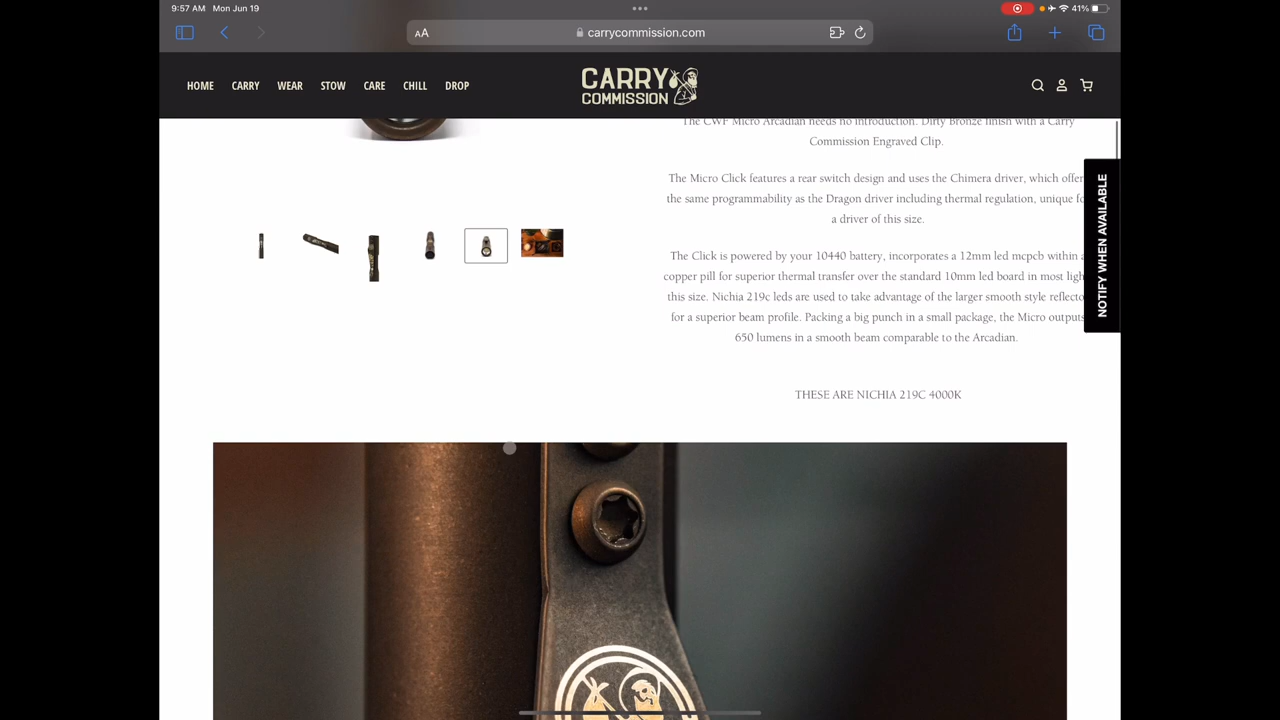 9:57 AM Mon Jun 19
41%
AA
carrycommission.com
HOME CARRY WEAR STOW CARE CHILL DROP
CARRY
COMMISSION
The CWF Micro Arcadian needs no introduction. Dirty Bronze finish with a Carry
Commission Engraved Clip.
The Micro Click features a rear switch design and uses the Chimera driver, which offer
the same programmability as the Dragon driver including thermal regulation, unique fo
a driver of this size.
The Click is powered by your 10440 battery, incorporates a 12mm led mcpcb within a
copper pill for superior thermal transfer over the standard 10mm led board in most ligh
this size. Nichia 219c leds are used to take advantage of the larger smooth style reflecto
for a superior beam profile. Packing a big punch in a small package, the Micro outputs
650 lumens in a smooth beam comparable to the Arcadian.
THESE ARE NICHIA 219C 4000K
NOTIFY WHEN AVAILABLE